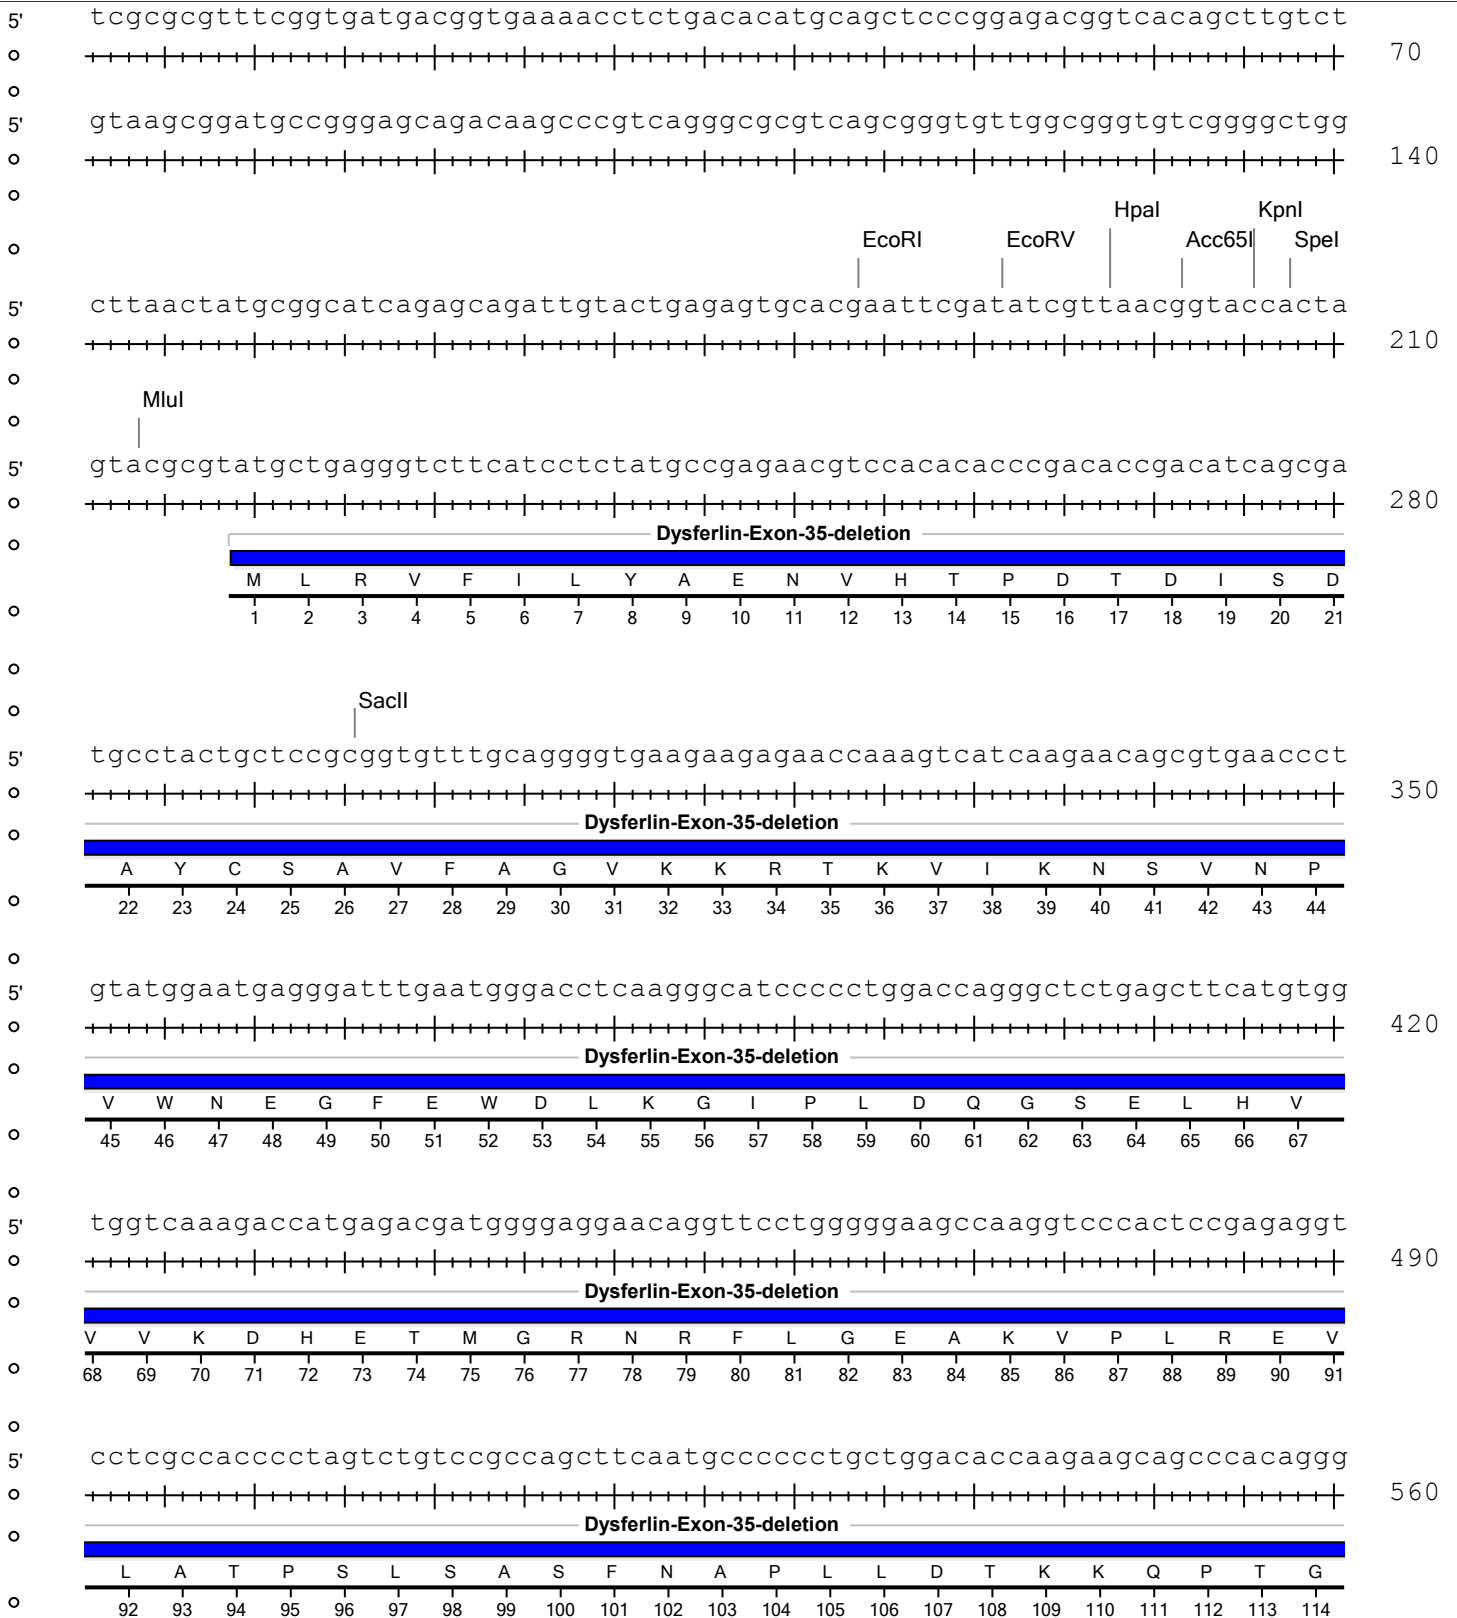 5' tcgcgcgtttcggtgatgacggtgaaaacctctgacacatgcagctcccggagacggtcacagcttgtct
70
5' gtaagcggatgccgggagcagacaagcccgtcagggcgcgtcagcgggtgttggcgggtgtcggggctgg
140
HpaI KpnI
EcoRI EcoRV Acc65I SpeI
5' cttaactatgcggcatcagagcagattgtactgagagtgcacgaattcgatatcgttaacggtaccacta
210
MluI
5' gtacgcgtatgctgagggtcttcatcctctatgccgagaacgtccacacacccgacaccgacatcagcga
280
Dysferlin-Exon-35-deletion
M L R V F I L Y A E N V H T P D T D I S D
1 2 3 4 5 6 7 8 9 10 11 12 13 14 15 16 17 18 19 20 21
SacII
5' tgcctactgctccgcggtgtttgcaggggtgaagaagagaaccaaagtcatcaagaacagcgtgaaccct
350
Dysferlin-Exon-35-deletion
A Y C S A V F A G V K K R T K V I K N S V N P
22 23 24 25 26 27 28 29 30 31 32 33 34 35 36 37 38 39 40 41 42 43 44
5' gtatggaatgagggatttgaatgggacctcaagggcatccccctggaccagggctctgagcttcatgtgg
420
Dysferlin-Exon-35-deletion
V W N E G F E W D L K G I P L D Q G S E L H V
45 46 47 48 49 50 51 52 53 54 55 56 57 58 59 60 61 62 63 64 65 66 67
5' tggtcaaagaccatgagacgatggggaggaacaggttcctgggggaagccaaggtcccactccgagaggt
490
Dysferlin-Exon-35-deletion
V V K D H E T M G R N R F L G E A K V P L R E V
68 69 70 71 72 73 74 75 76 77 78 79 80 81 82 83 84 85 86 87 88 89 90 91
5' cctcgccacccctagtctgtccgccagcttcaatgcccccctgctggacaccaagaagcagcccacaggg
560
Dysferlin-Exon-35-deletion
L A T P S L S A S F N A P L L D T K K Q P T G
92 93 94 95 96 97 98 99 100 101 102 103 104 105 106 107 108 109 110 111 112 113 114